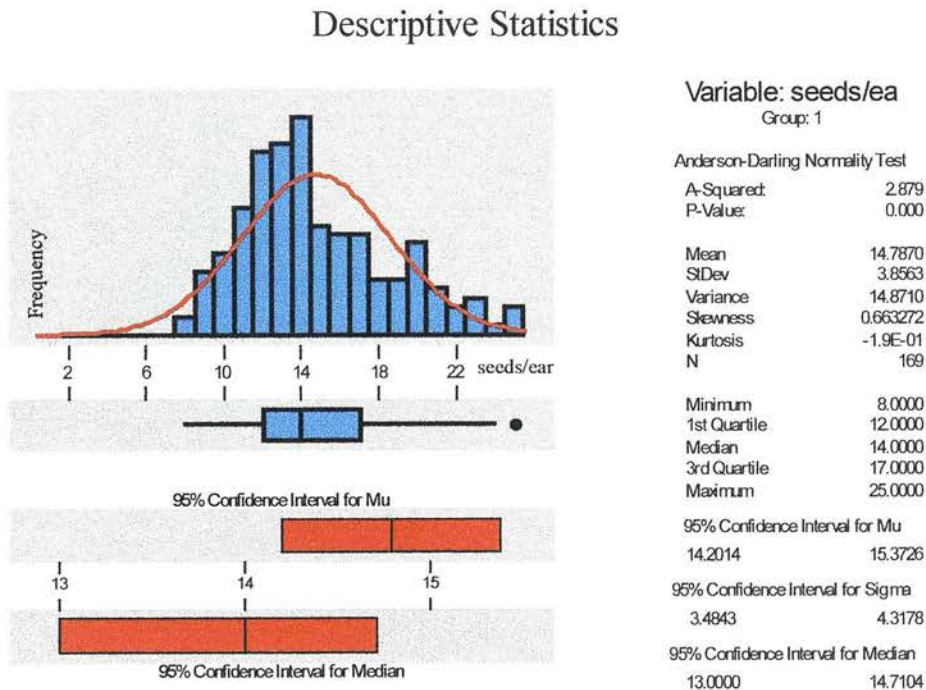 Descriptive Statistics
Frequency
2 6 10 14 18 22 seeds/ear
95% Confidence Interval for Mu
13 14 15
95% Confidence Interval for Median
Variable: seeds/ea
Group: 1
Anderson-Darling Normality Test
A-Squared: 2.879
P-Value: 0.000
Mean 14.7870
StDev 3.8563
Variance 14.8710
Skewness 0.663272
Kurtosis -1.9E-01
N 169
Minimum 8.0000
1st Quartile 12.0000
Median 14.0000
3rd Quartile 17.0000
Maximum 25.0000
95% Confidence Interval for Mu
14.2014 15.3726
95% Confidence Interval for Sigma
3.4843 4.3178
95% Confidence Interval for Median
13.0000 14.7104